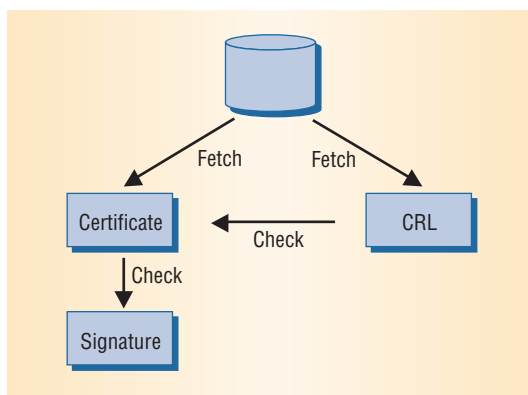 Fetch
Fetch
Certificate
CRL
Check
Check
Signature